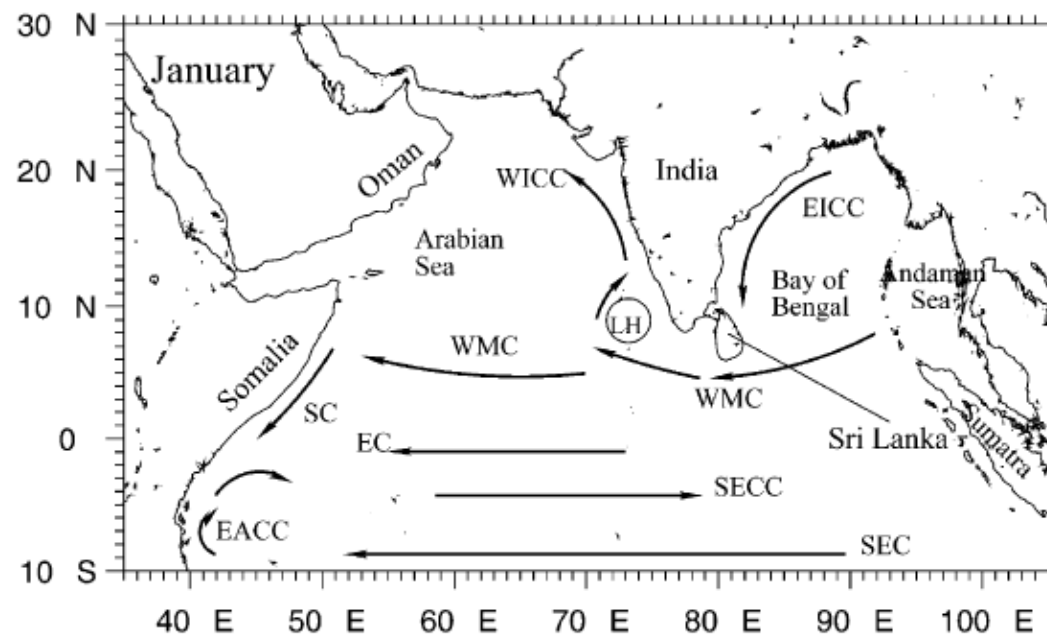 30 N
January
20 N
Oman
WICC
India
EICC
Arabian
Sea
Bay of
Bengal
Andaman
Sea
10 N
LH
Somalia
WMC
WMC
SC
Sri Lanka
Sumatra
0
EC
SECC
EACC
SEC
10 S
40 E
50 E
60 E
70 E
80 E
90 E
100 E